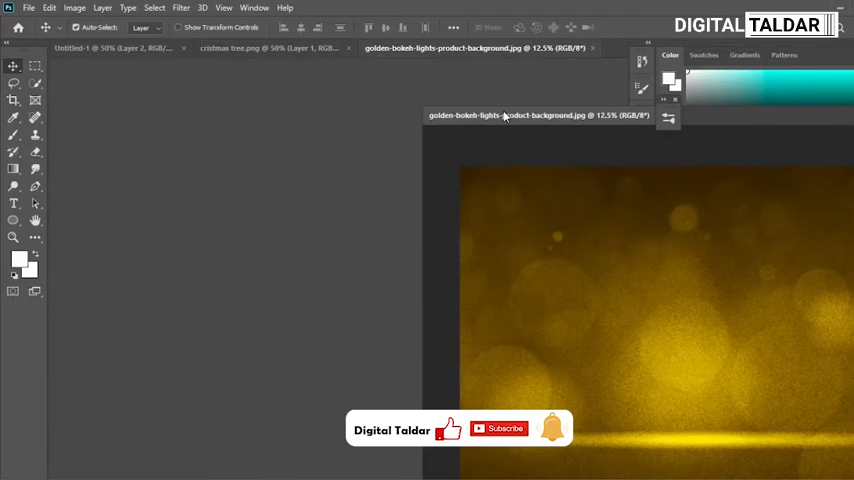 Ps File Edit Image Layer Type Select Filter 3D View Window Help
DIGITAL TALDAR
Auto-Select: Layer Show Transform Controls 3D Mode:
Untitled-1 @ 50% (Layer 2, RGB/... × cristmas tree.png @ 50% (Layer 1, RGB/... × golden-bokeh-lights-product-background.jpg @ 12.5% (RGB/8*) ×
Color Swatches Gradients Patterns
golden-bokeh-lights-product-background.jpg @ 12.5% (RGB/8*)
Digital Taldar Subscribe